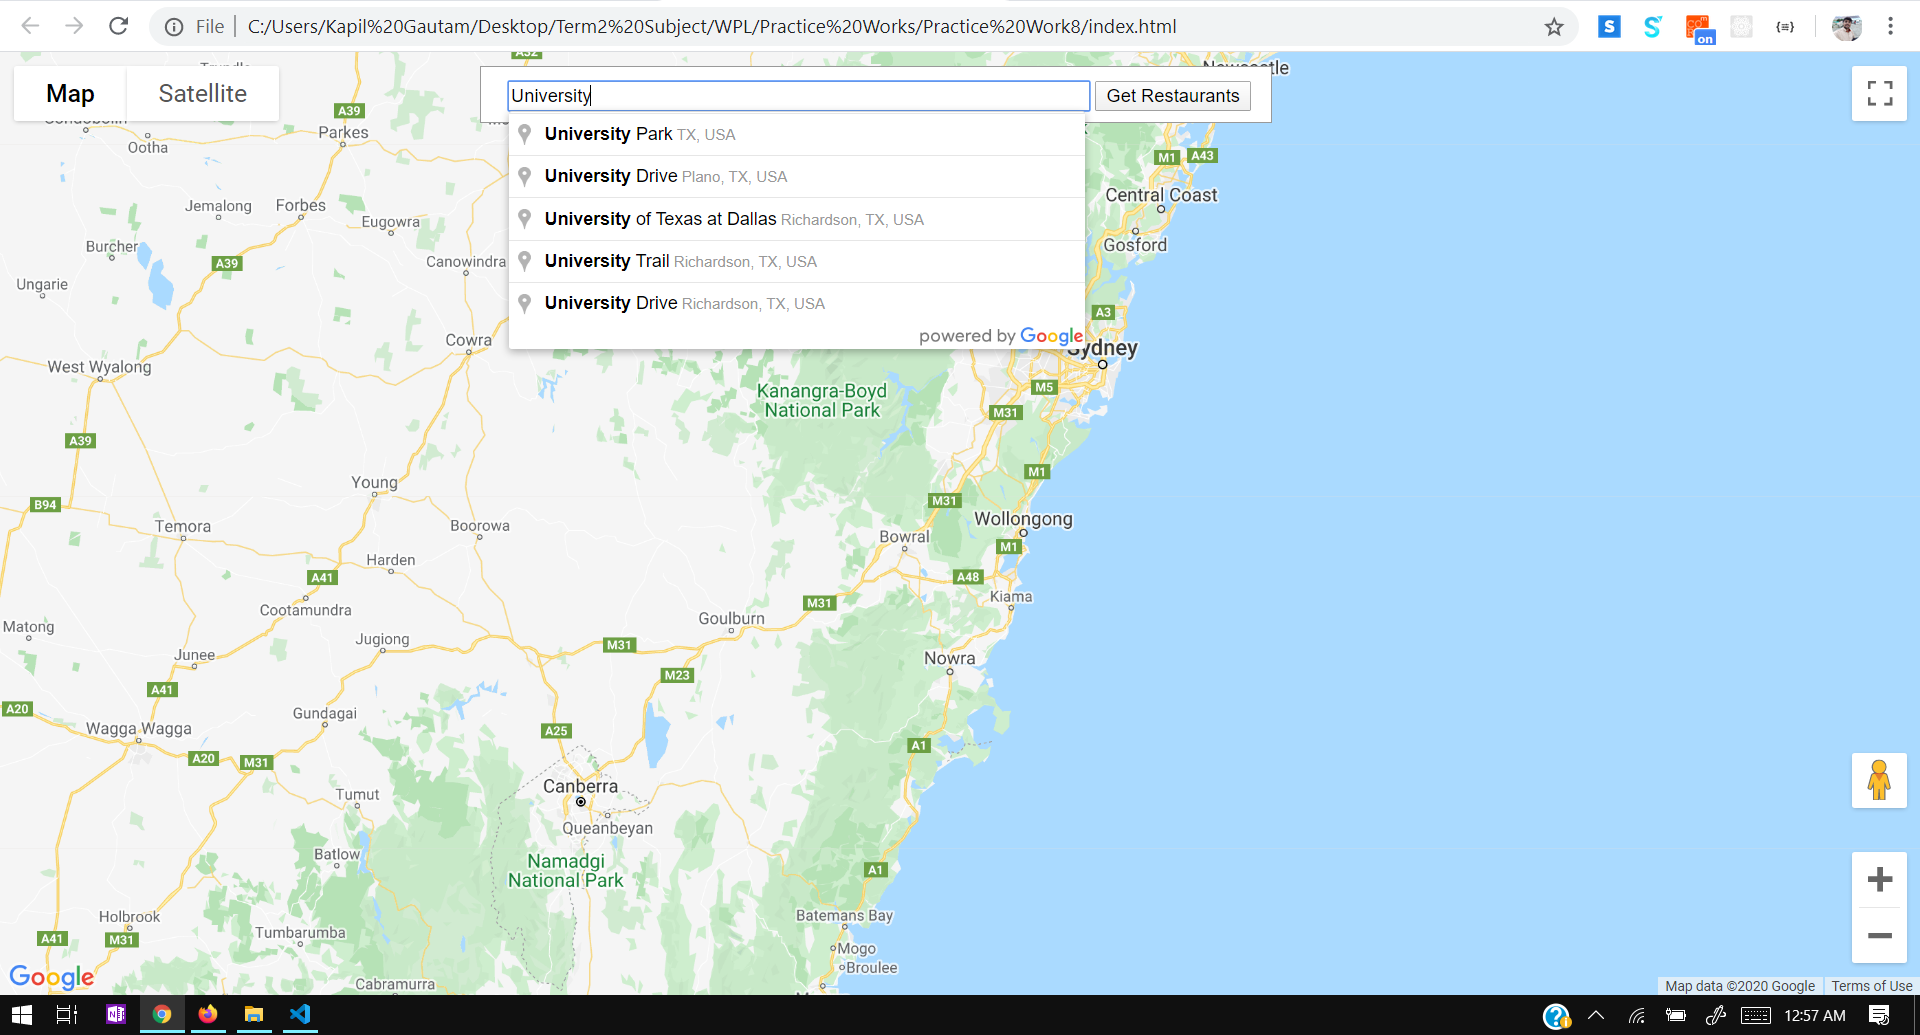 File
C:/Users/Kapil%20Gautam/Desktop/Term2%20Subject/WPL/Practice%20Works/Practice%20Work8/index.html
on
Map
Satellite
University
Get Restaurants
University Park TX, USA
University Drive Plano, TX, USA
University of Texas at Dallas Richardson, TX, USA
University Trail Richardson, TX, USA
University Drive Richardson, TX, USA
powered by Google
A32
Newcastle
A39
Parkes
Ootha
M1
A43
Central Coast
Gosford
Jemalong
Forbes
Eugowra
Burcher
A39
Canowindra
Ungarie
A3
Cowra
Sydney
West Wyalong
M5
Kanangra-Boyd
National Park
M31
A39
M1
Young
B94
M31
Temora
Boorowa
Wollongong
Bowral
M1
Harden
A41
A48
Cootamundra
M31
Kiama
Goulburn
Matong
Jugiong
M31
Junee
Nowra
M23
A41
A20
Gundagai
Wagga Wagga
A25
A1
A20
M31
Canberra
Tumut
Queanbeyan
Batlow
Namadgi
National Park
A1
Holbrook
Batemans Bay
Tumbarumba
A41
M31
Mogo
Broulee
Google
Cabramurra
Map data ©2020 Google
Terms of Use
12:57 AM